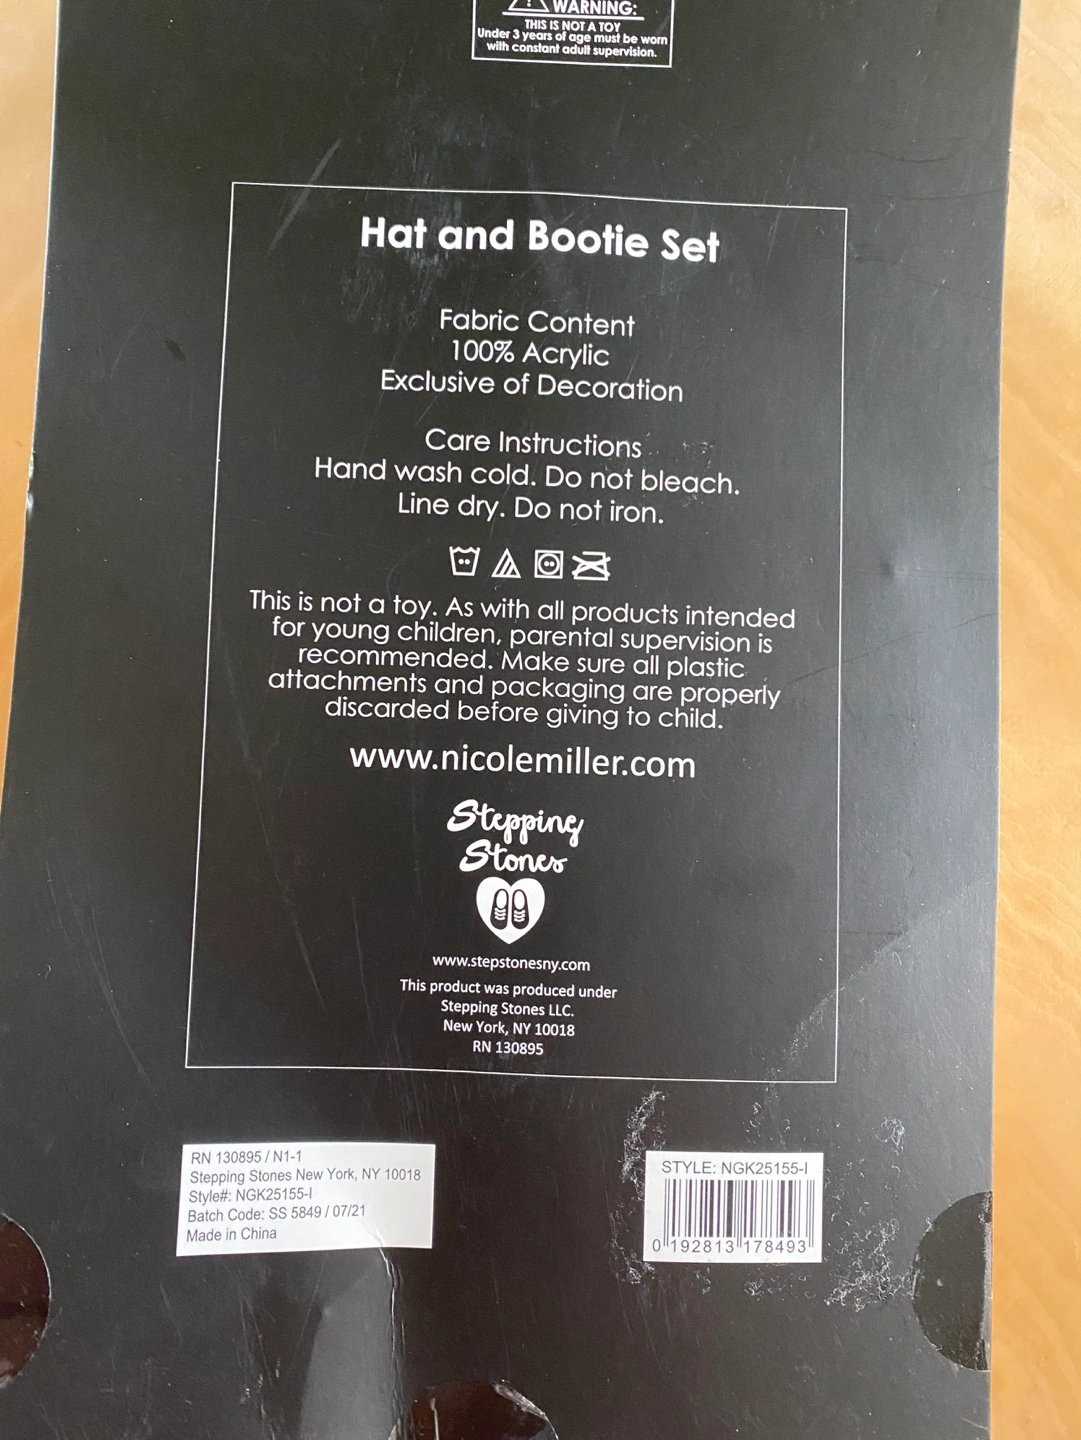 WARNING:
THIS IS NOT A TOY
Under 3 years of age must be worn
with constant adult supervision.
Hat and Bootie Set
Fabric Content
100% Acrylic
Exclusive of Decoration
Care Instructions
Hand wash cold. Do not bleach.
Line dry. Do not iron.
This is not a toy. As with all products intended
for young children, parental supervision is
recommended. Make sure all plastic
attachments and packaging are properly
discarded before giving to child.
www.nicolemiller.com
Stepping
Stones
www.stepstonesny.com
This product was produced under
Stepping Stones LLC.
New York, NY 10018
RN 130895
RN 130895 / N1-1
Stepping Stones New York, NY 10018
Style#: NGK25155-I
Batch Code: SS 5849 / 07/21
Made in China
STYLE: NGK25155-I
0 192813 178493